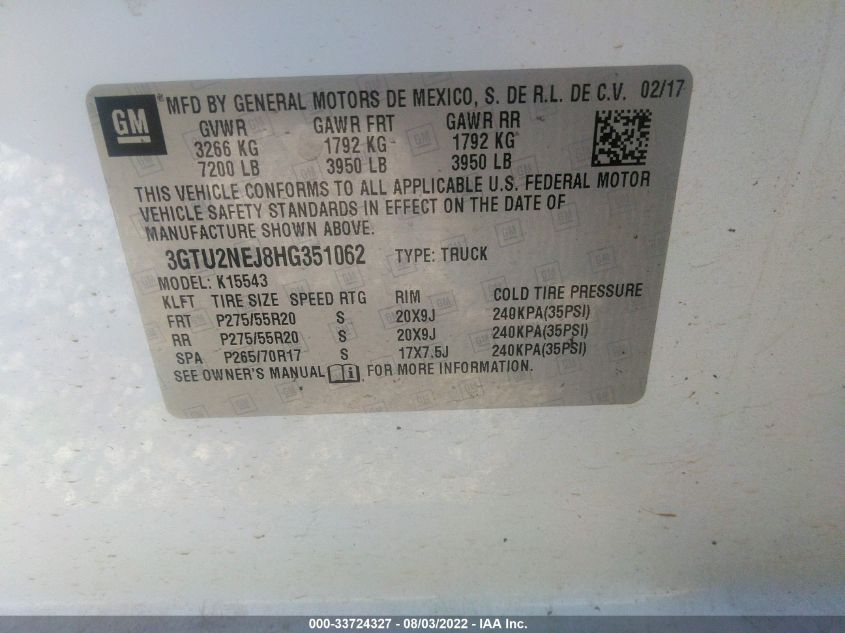 GM ® MFD BY GENERAL MOTORS DE MEXICO, S. DE R.L. DE C.V. 02/17
GVWR GAWR FRT GAWR RR
3266 KG 1792 KG 1792 KG
7200 LB 3950 LB 3950 LB
THIS VEHICLE CONFORMS TO ALL APPLICABLE U.S. FEDERAL MOTOR
VEHICLE SAFETY STANDARDS IN EFFECT ON THE DATE OF
MANUFACTURE SHOWN ABOVE.
3GTU2NEJ8HG351062 TYPE: TRUCK
MODEL: K15543
KLFT TIRE SIZE SPEED RTG RIM COLD TIRE PRESSURE
FRT P275/55R20 S 20X9J 240KPA(35PSI)
RR P275/55R20 S 20X9J 240KPA(35PSI)
SPA P265/70R17 S 17X7.5J 240KPA(35PSI)
SEE OWNER'S MANUAL FOR MORE INFORMATION.
000-33724327 - 08/03/2022 - IAA Inc.